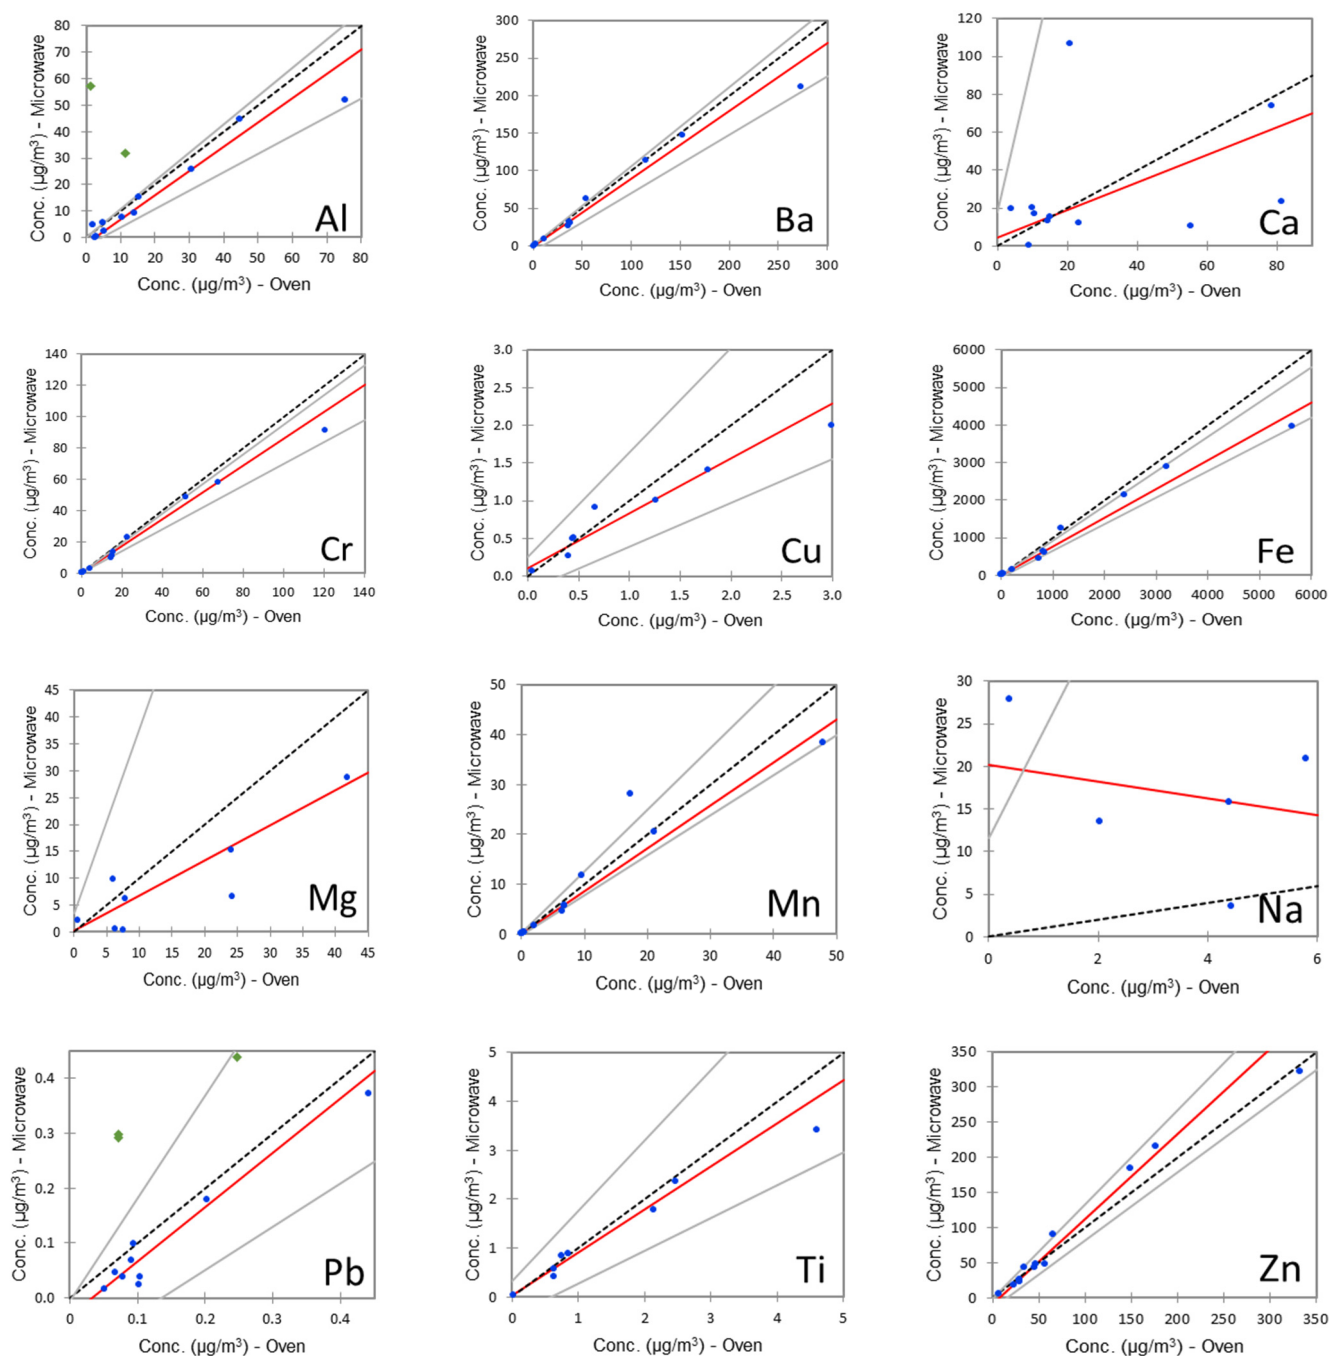 Conc. (µg/m³) - Microwave
80
70
60
50
40
30
20
10
0
Al
0 10 20 30 40 50 60 70 80
Conc. (µg/m³) - Oven
Conc. (µg/m³) - Microwave
300
250
200
150
100
50
0
Ba
0 50 100 150 200 250 300
Conc. (µg/m³) - Oven
Conc. (µg/m³) - Microwave
120
100
80
60
40
20
0
Ca
0 20 40 60 80
Conc. (µg/m³) - Oven
Conc. (µg/m³) - Microwave
140
120
100
80
60
40
20
0
Cr
0 20 40 60 80 100 120 140
Conc. (µg/m³) - Oven
Conc. (µg/m³) - Microwave
3.0
2.5
2.0
1.5
1.0
0.5
0.0
Cu
0.0 0.5 1.0 1.5 2.0 2.5 3.0
Conc. (µg/m³) - Oven
Conc. (µg/m³) - Microwave
6000
5000
4000
3000
2000
1000
0
Fe
0 1000 2000 3000 4000 5000 6000
Conc. (µg/m³) - Oven
Conc. (µg/m³) - Microwave
45
40
35
30
25
20
15
10
5
0
Mg
0 5 10 15 20 25 30 35 40 45
Conc. (µg/m³) - Oven
Conc. (µg/m³) - Microwave
50
40
30
20
10
0
Mn
0 10 20 30 40 50
Conc. (µg/m³) - Oven
Conc. (µg/m³) - Microwave
30
25
20
15
10
5
0
Na
0 2 4 6
Conc. (µg/m³) - Oven
Conc. (µg/m³) - Microwave
0.4
0.3
0.2
0.1
0.0
Pb
0.0 0.1 0.2 0.3 0.4
Conc. (µg/m³) - Oven
Conc. (µg/m³) - Microwave
5
4
3
2
1
0
Ti
0 1 2 3 4 5
Conc. (µg/m³) - Oven
Conc. (µg/m³) - Microwave
350
300
250
200
150
100
50
0
Zn
0 50 100 150 200 250 300 350
Conc. (µg/m³) - Oven